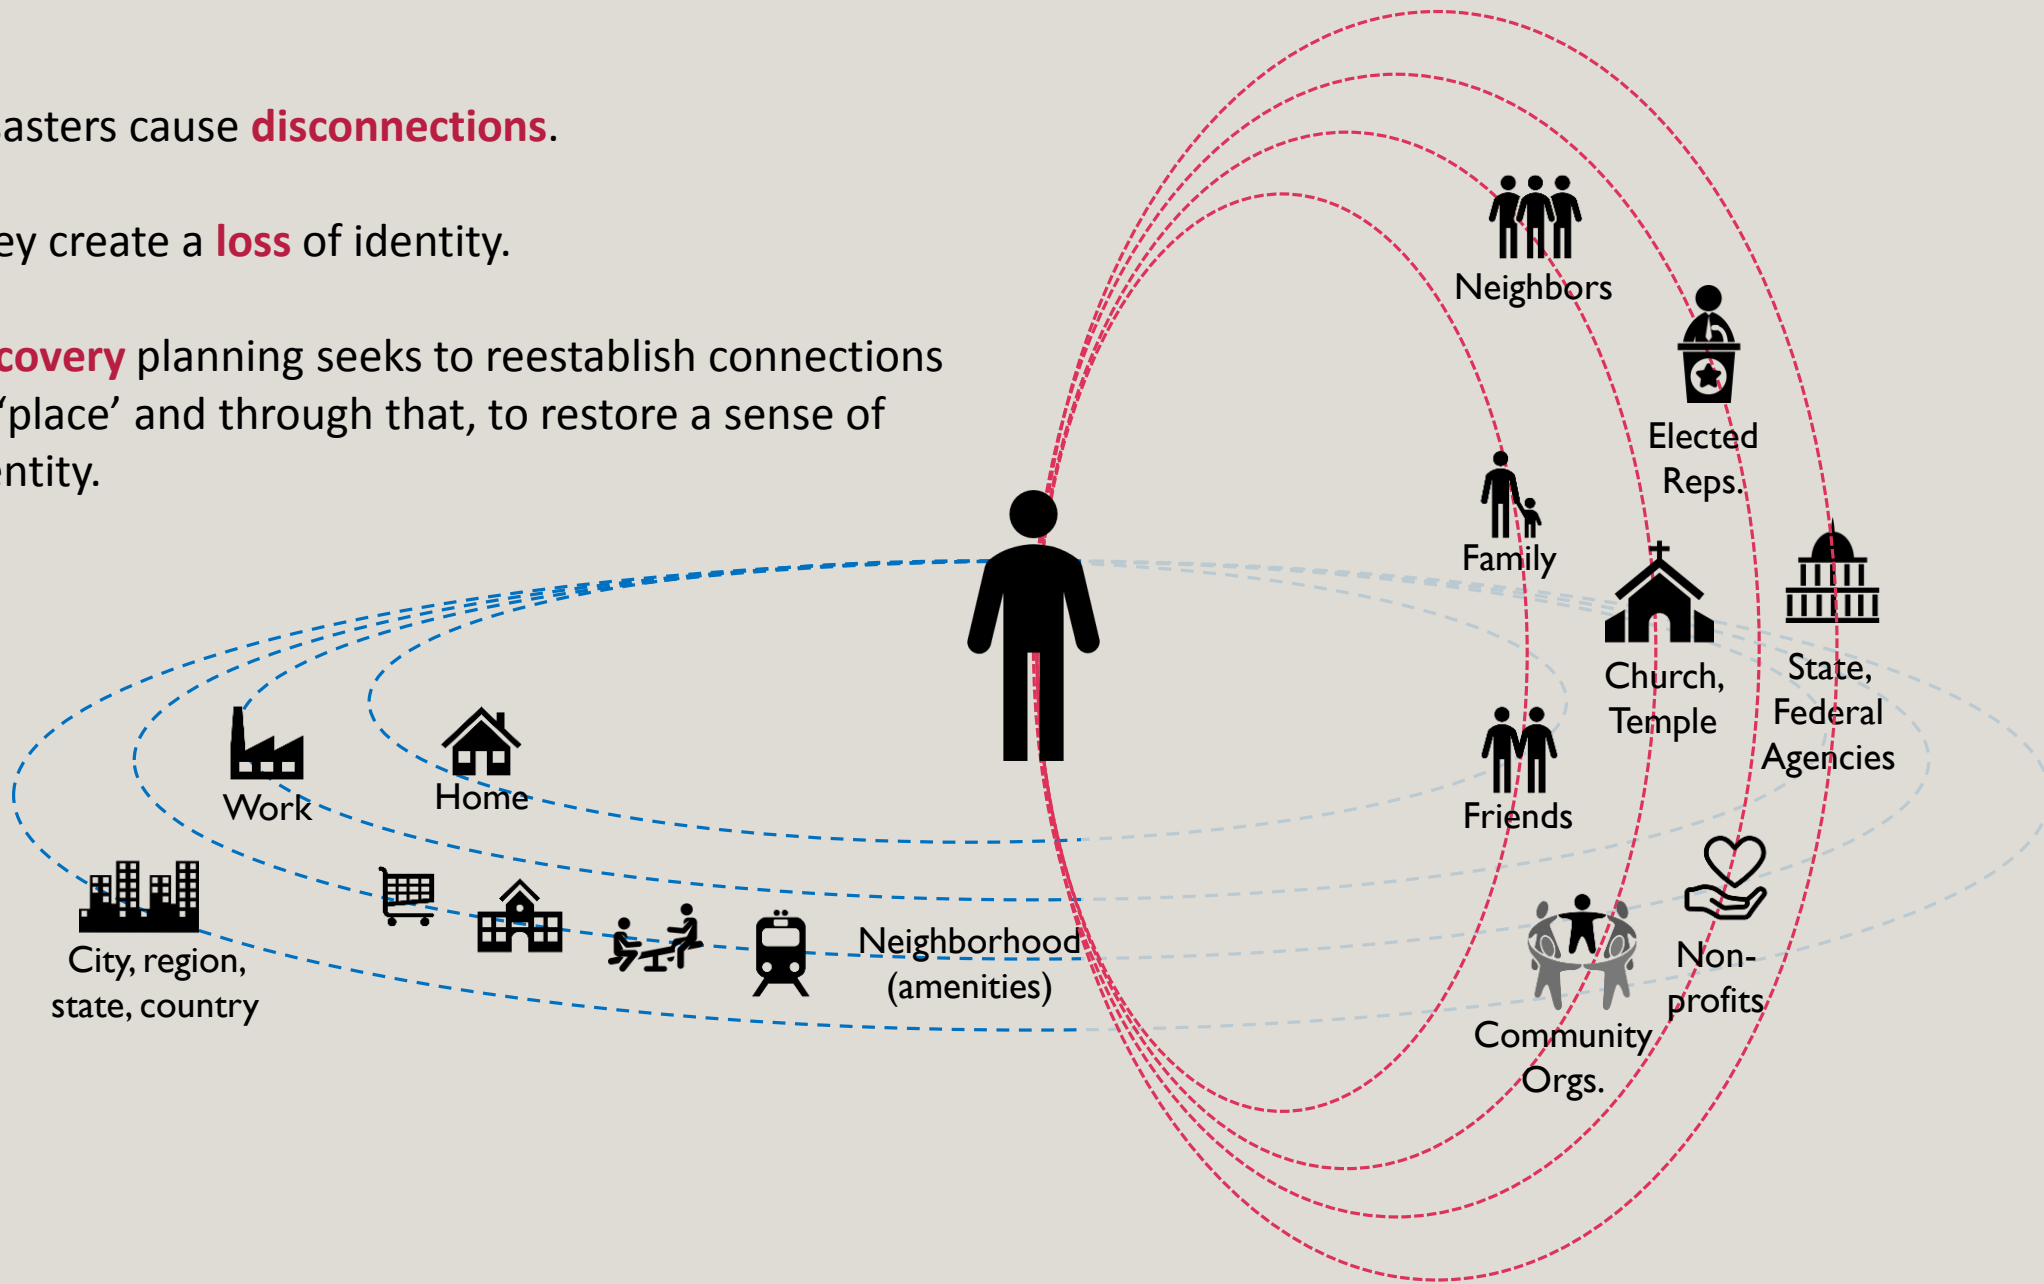 asters cause disconnections.
ey create a loss of identity.
covery planning seeks to reestablish connections
‘place’ and through that, to restore a sense of
entity.
Neighbors
Elected
Reps.
Family
Church,
Temple
State,
Federal
Agencies
Friends
Work
Home
City, region,
state, country
Neighborhood
(amenities)
Non-
profits
Community
Orgs.